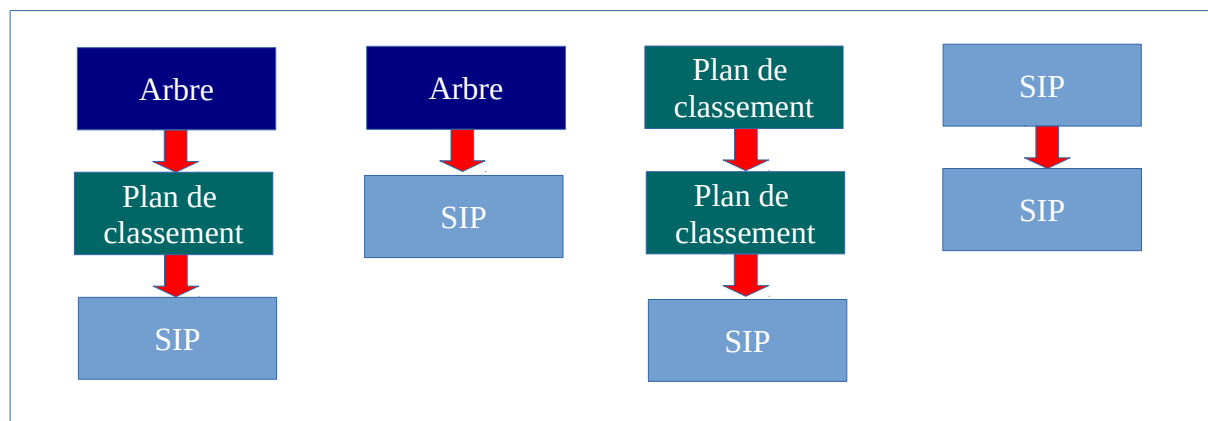 Arbre
Plan de
classement
SIP
Arbre
SIP
Plan de
classement
Plan de
classement
SIP
SIP
SIP